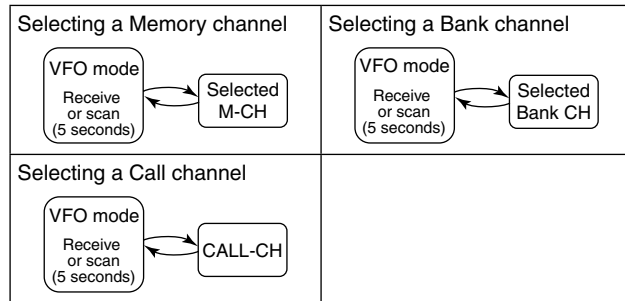 Selecting a Memory channel
VFO mode
Receive
or scan
(5 seconds)
Selected
M-CH
Selecting a Bank channel
VFO mode
Receive
or scan
(5 seconds)
Selected
Bank CH
Selecting a Call channel
VFO mode
Receive
or scan
(5 seconds)
CALL-CH